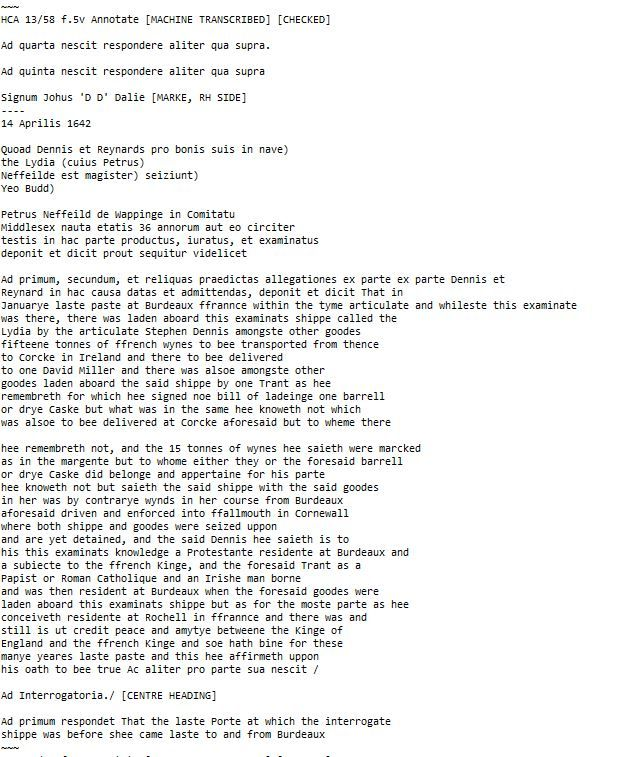 ~~~
HCA 13/58 f.5v Annotate [MACHINE TRANSCRIBED] [CHECKED]
Ad quarta nescit respondere aliter qua supra.
Ad quinta nescit respondere aliter qua supra
Signum Johus 'D D' Dalie [MARKE, RH SIDE]
----
14 Aprilis 1642
Quoad Dennis et Reynards pro bonis suis in nave)
the Lydia (cuius Petrus)
Neffeilde est magister) seiziunt)
Yeo Budd)
Petrus Neffeild de Wappinge in Comitatu
Middlesex nauta etatis 36 annorum aut eo circiter
testis in hac parte productus, iuratus, et examinatus
deponit et dicit prout sequitur videlicet
Ad primum, secundum, et reliquas praedictas allegationes ex parte ex parte Dennis et
Reynard in hac causa datas et admittendas, deponit et dicit That in
Januarye laste paste at Burdeaux ffrannce within the tyme articulate and whileste this examinate
was there, there was laden aboard this examinats shippe called the
Lydia by the articulate Stephen Dennis amongste other goodes
fifteene tonnes of ffrench wynes to bee transported from thence
to Corcke in Ireland and there to bee delivered
to one David Miller and there was alsoe amongste other
goodes laden aboard the said shippe by one Trant as hee
remembreth for which hee signed noe bill of ladeinge one barrell
or drye Caske but what was in the same hee knoweth not which
was alsoe to bee delivered at Corcke aforesaid but to wheme there
hee remembreth not, and the 15 tonnes of wynes hee saieth were marcked
as in the margente but to whome either they or the foresaid barrell
or drye Caske did belonge and appertaine for his parte
hee knoweth not but saieth the said shippe with the said goodes
in her was by contrarye wynds in her course from Burdeaux
aforesaid driven and enforced into ffallmouth in Cornewall
where both shippe and goodes were seized uppon
and are yet detained, and the said Dennis hee saieth is to
his this examinats knowledge a Protestante residente at Burdeaux and
a subiecte to the ffrench Kinge, and the foresaid Trant as a
Papist or Roman Catholique and an Irishe man borne
and was then resident at Burdeaux when the foresaid goodes were
laden aboard this examinats shippe but as for the moste parte as hee
conceiveth residente at Rochell in ffrannce and there was and
still is ut credit peace and amytye betweene the Kinge of
England and the ffrench Kinge and soe hath bine for these
manye yeares laste paste and this hee affirmeth uppon
his oath to bee true Ac aliter pro parte sua nescit /
Ad Interrogatoria./ [CENTRE HEADING]
Ad primum respondet That the laste Porte at which the interrogate
shippe was before shee came laste to and from Burdeaux
~~~